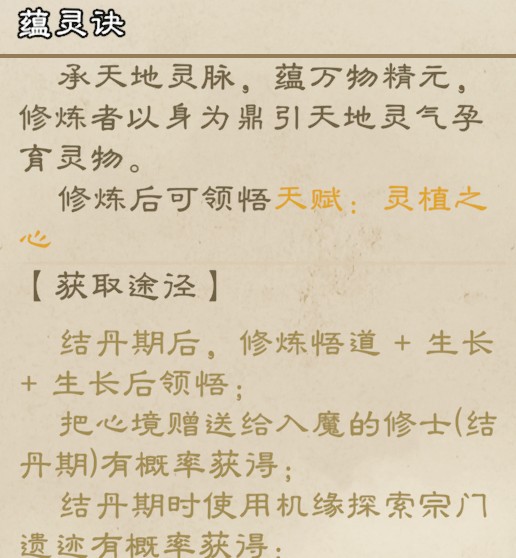 蕴灵诀
承天地灵脉，蕴万物精元，
修炼者以身为鼎引天地灵气孕
育灵物。
修炼后可领悟天赋：灵植之
心
【获取途径】
结丹期后，修炼悟道 + 生长
+ 生长后领悟；
把心境赠送给入魔的修士(结
丹期)有概率获得；
结丹期时使用机缘探索宗门
遗迹有概率获得；